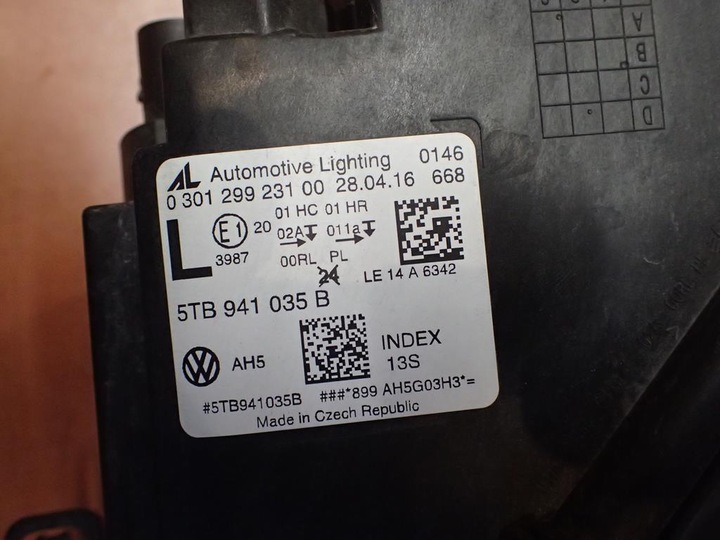 AL Automotive Lighting 0146
0 301 299 231 00 28.04.16 668
L E1 20 01 HC 01 HR
3987 02A 011a
00RL PL
24 LE 14 A 6342
5TB 941 035 B
VW AH5 INDEX
13S
#5TB941035B ###*899 AH5G03H3*=
Made in Czech Republic
A
B
C
D